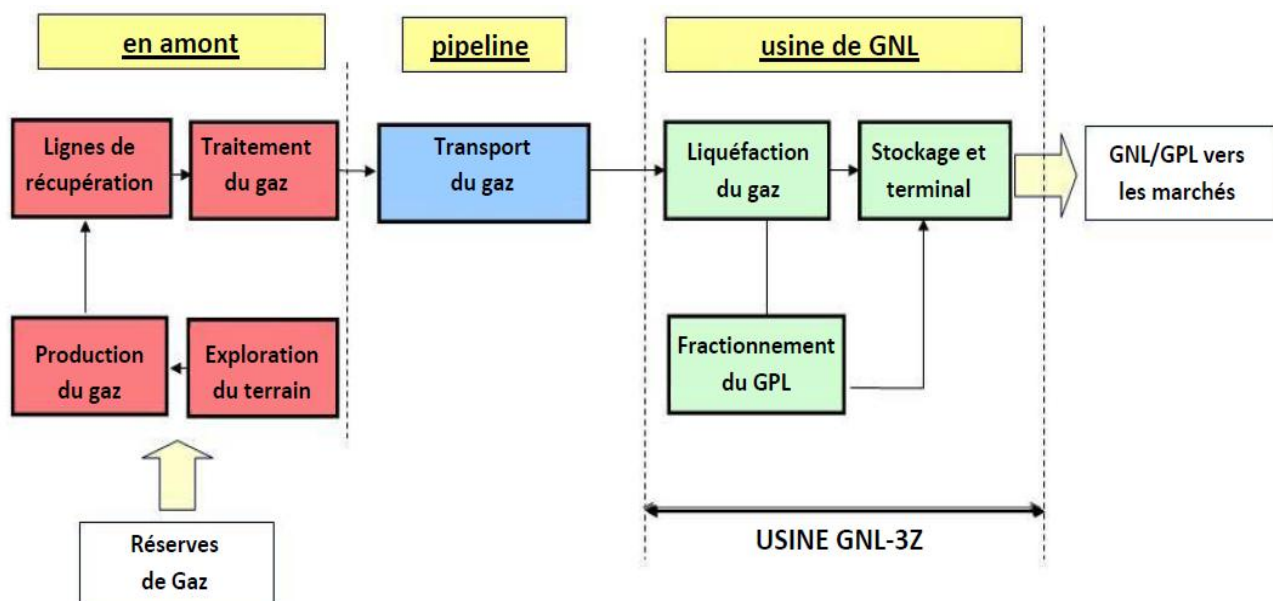 en amont
pipeline
usine de GNL
Lignes de
récupération
Traitement
du gaz
Transport
du gaz
Liquéfaction
du gaz
Stockage et
terminal
GNL/GPL vers
les marchés
Production
du gaz
Exploration
du terrain
Fractionnement
du GPL
USINE GNL-3Z
Réserves
de Gaz